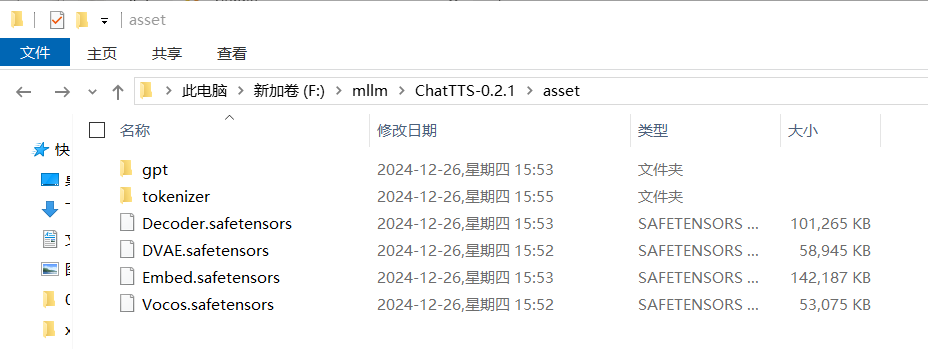 asset
文件 主页 共享 查看
此电脑 新加卷 (F:) mllm ChatTTS-0.2.1 asset
名称 修改日期 类型 大小
快
gpt 2024-12-26,星期四 15:53 文件夹
tokenizer 2024-12-26,星期四 15:55 文件夹
Decoder.safetensors 2024-12-26,星期四 15:53 SAFETENSORS ... 101,265 KB
DVAE.safetensors 2024-12-26,星期四 15:52 SAFETENSORS ... 58,945 KB
Embed.safetensors 2024-12-26,星期四 15:53 SAFETENSORS ... 142,187 KB
Vocos.safetensors 2024-12-26,星期四 15:52 SAFETENSORS ... 53,075 KB